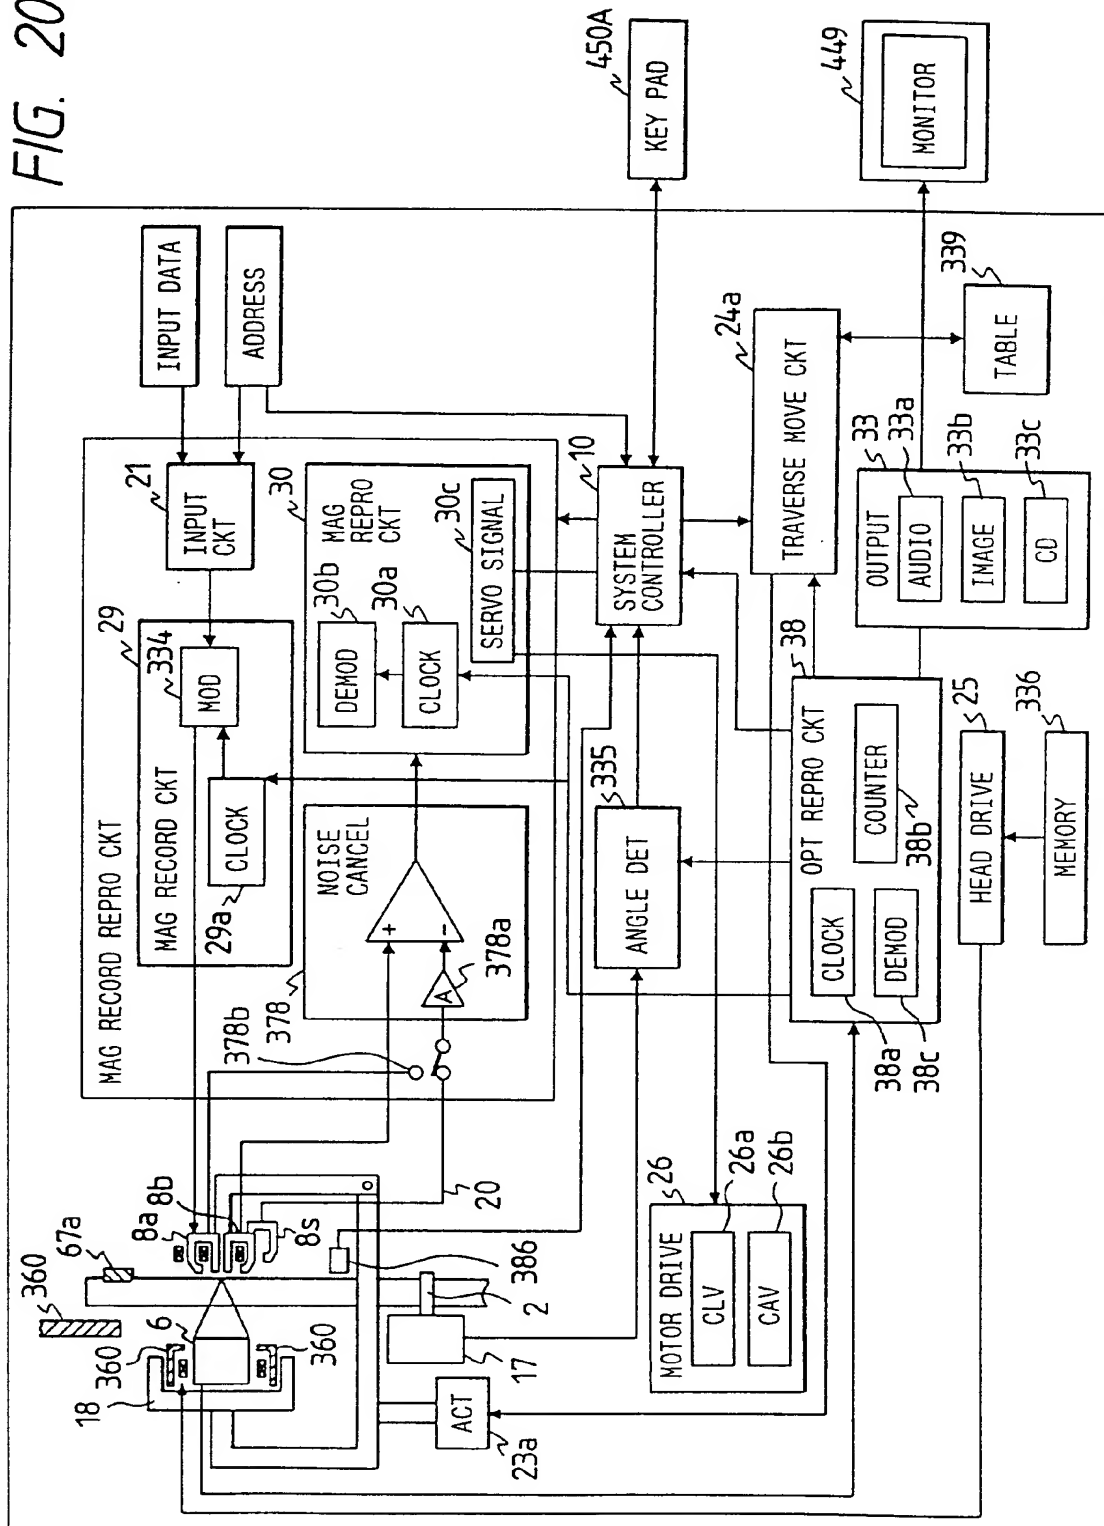 FIG. 20
360
67a
8a
8b
8s
6
360
360
18
386
20
2
17
ACT
23a
MAG RECORD REPRO CKT
MAG RECORD CKT
29
334
MOD
CLOCK
29a
21
INPUT CKT
INPUT DATA
ADDRESS
NOISE CANCEL
+
-
A
378a
378
378b
30
MAG REPRO CKT
30b
DEMOD
30a
CLOCK
30c
SERVO SIGNAL
10
SYSTEM CONTROLLER
450A
KEY PAD
335
ANGLE DET
24a
TRAVERSE MOVE CKT
339
TABLE
449
MONITOR
26
MOTOR DRIVE
26a
CLV
26b
CAV
38
OPT REPRO CKT
CLOCK
38a
COUNTER
38b
DEMOD
38c
33
OUTPUT
33a
AUDIO
33b
IMAGE
33c
CD
25
HEAD DRIVE
336
MEMORY